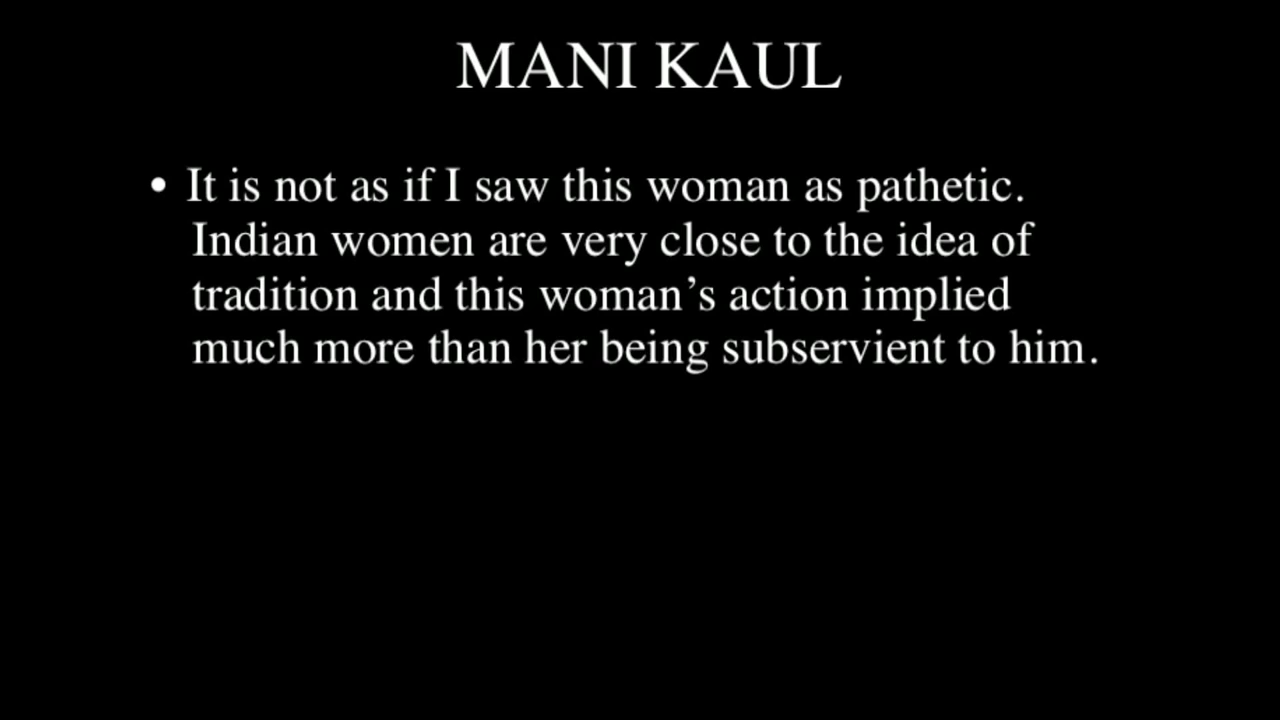 MANI KAUL
• It is not as if I saw this woman as pathetic.
Indian women are very close to the idea of
tradition and this woman’s action implied
much more than her being subservient to him.